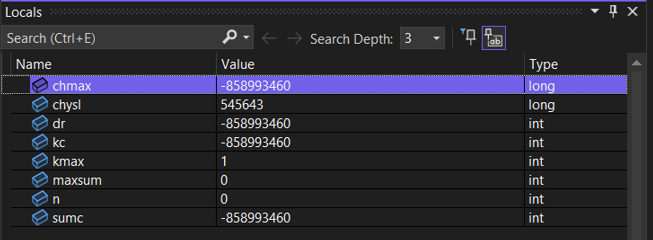 Locals
Search (Ctrl+E) Search Depth: 3
Name Value Type
chmax -858993460 long
chysl 545643 long
dr -858993460 int
kc -858993460 int
kmax 1 int
maxsum 0 int
n 0 int
sumc -858993460 int